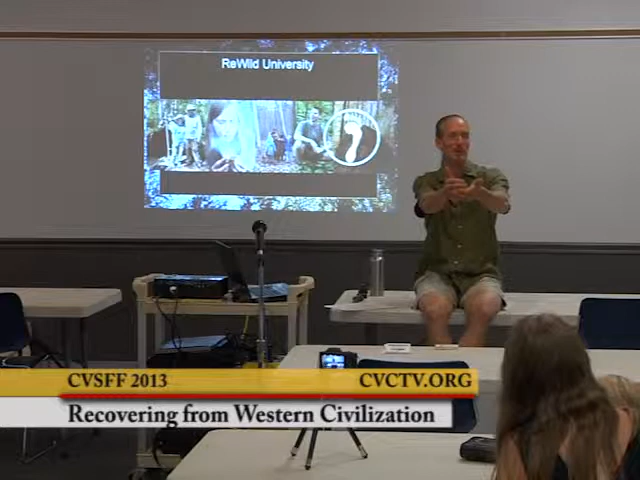 ReWild University
CVSFF 2013
CVCTV.ORG
Recovering from Western Civilization